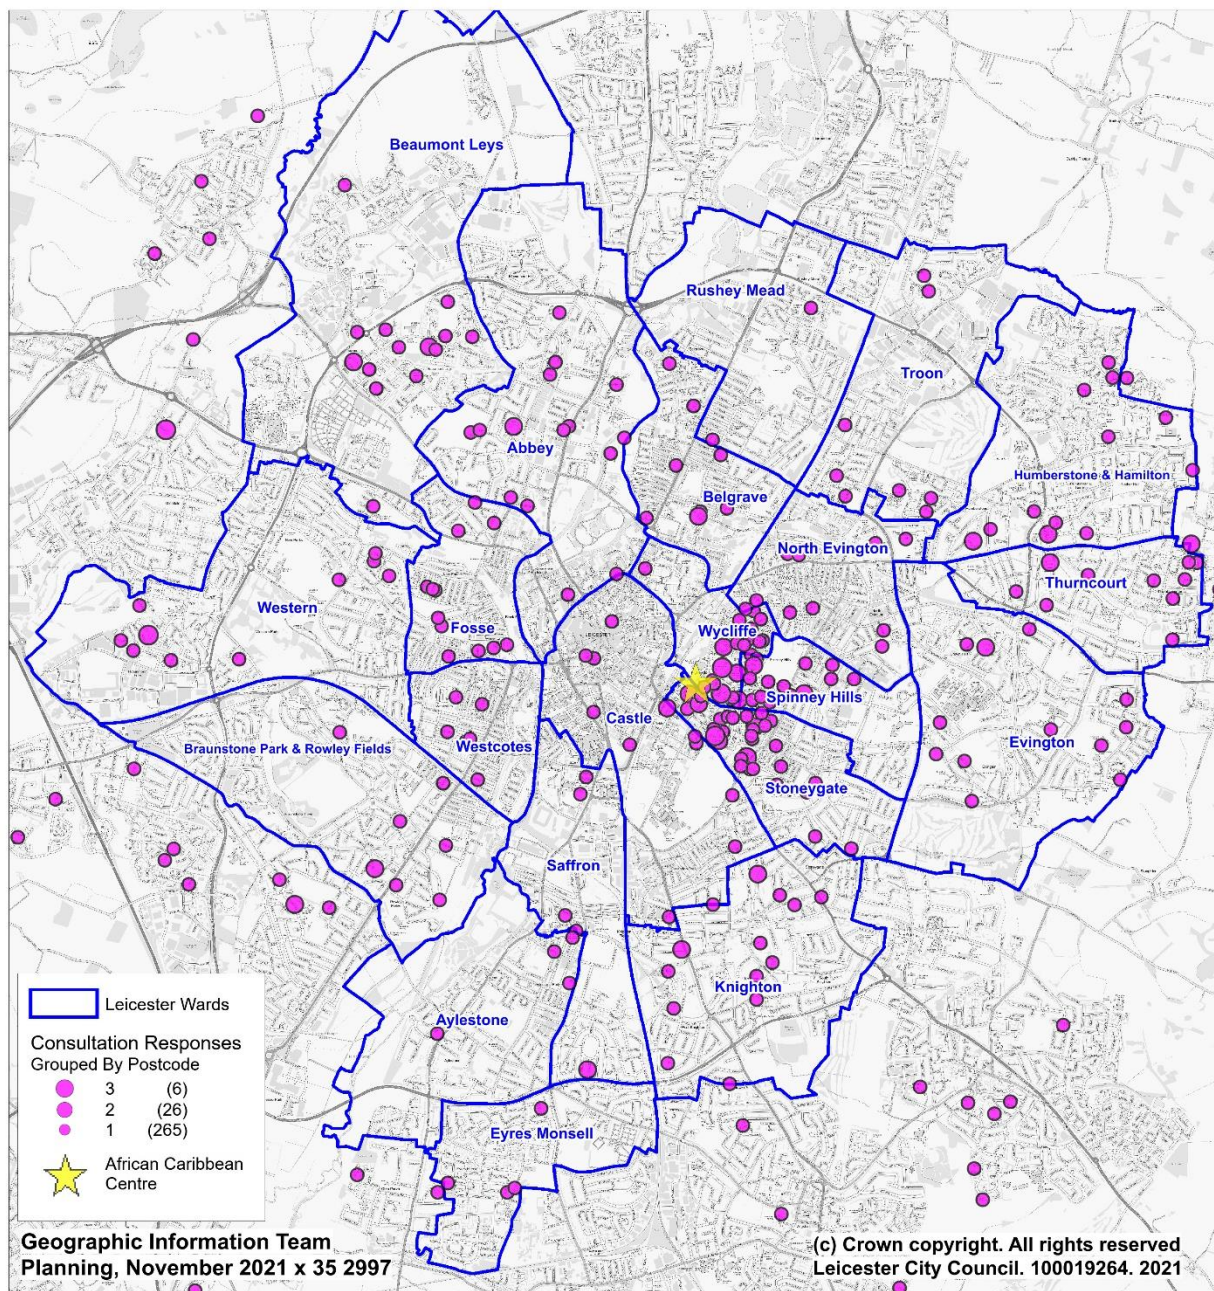 Beaumont Leys
Rushey Mead
Troon
Abbey
Humberstone & Hamilton
Belgrave
North Evington
Thurncourt
Western
Fosse
Wycliffe
Spinney Hills
Castle
Westcotes
Braunstone Park & Rowley Fields
Evington
Stoneygate
LEICESTER
Saffron
Knighton
Aylestone
Eyres Monsell
Leicester Wards
Consultation Responses
Grouped By Postcode
3 (6)
2 (26)
1 (265)
African Caribbean
Centre
Geographic Information Team
Planning, November 2021 x 35 2997
(c) Crown copyright. All rights reserved
Leicester City Council. 100019264. 2021